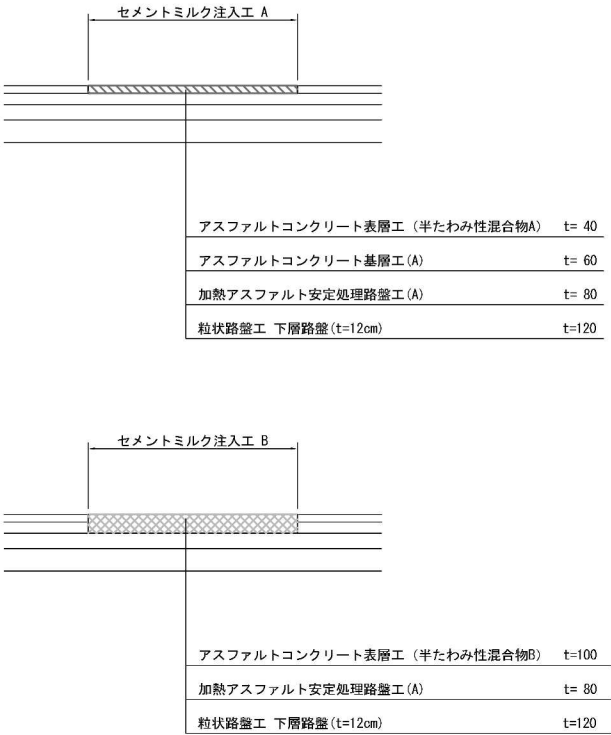 セメントミルク注入工 A
アスファルトコンクリート表層工（半たわみ性混合物A） t= 40
アスファルトコンクリート基層工(A) t= 60
加熱アスファルト安定処理路盤工(A) t= 80
粒状路盤工 下層路盤(t=12cm) t=120
セメントミルク注入工 B
アスファルトコンクリート表層工（半たわみ性混合物B） t=100
加熱アスファルト安定処理路盤工(A) t= 80
粒状路盤工 下層路盤(t=12cm) t=120